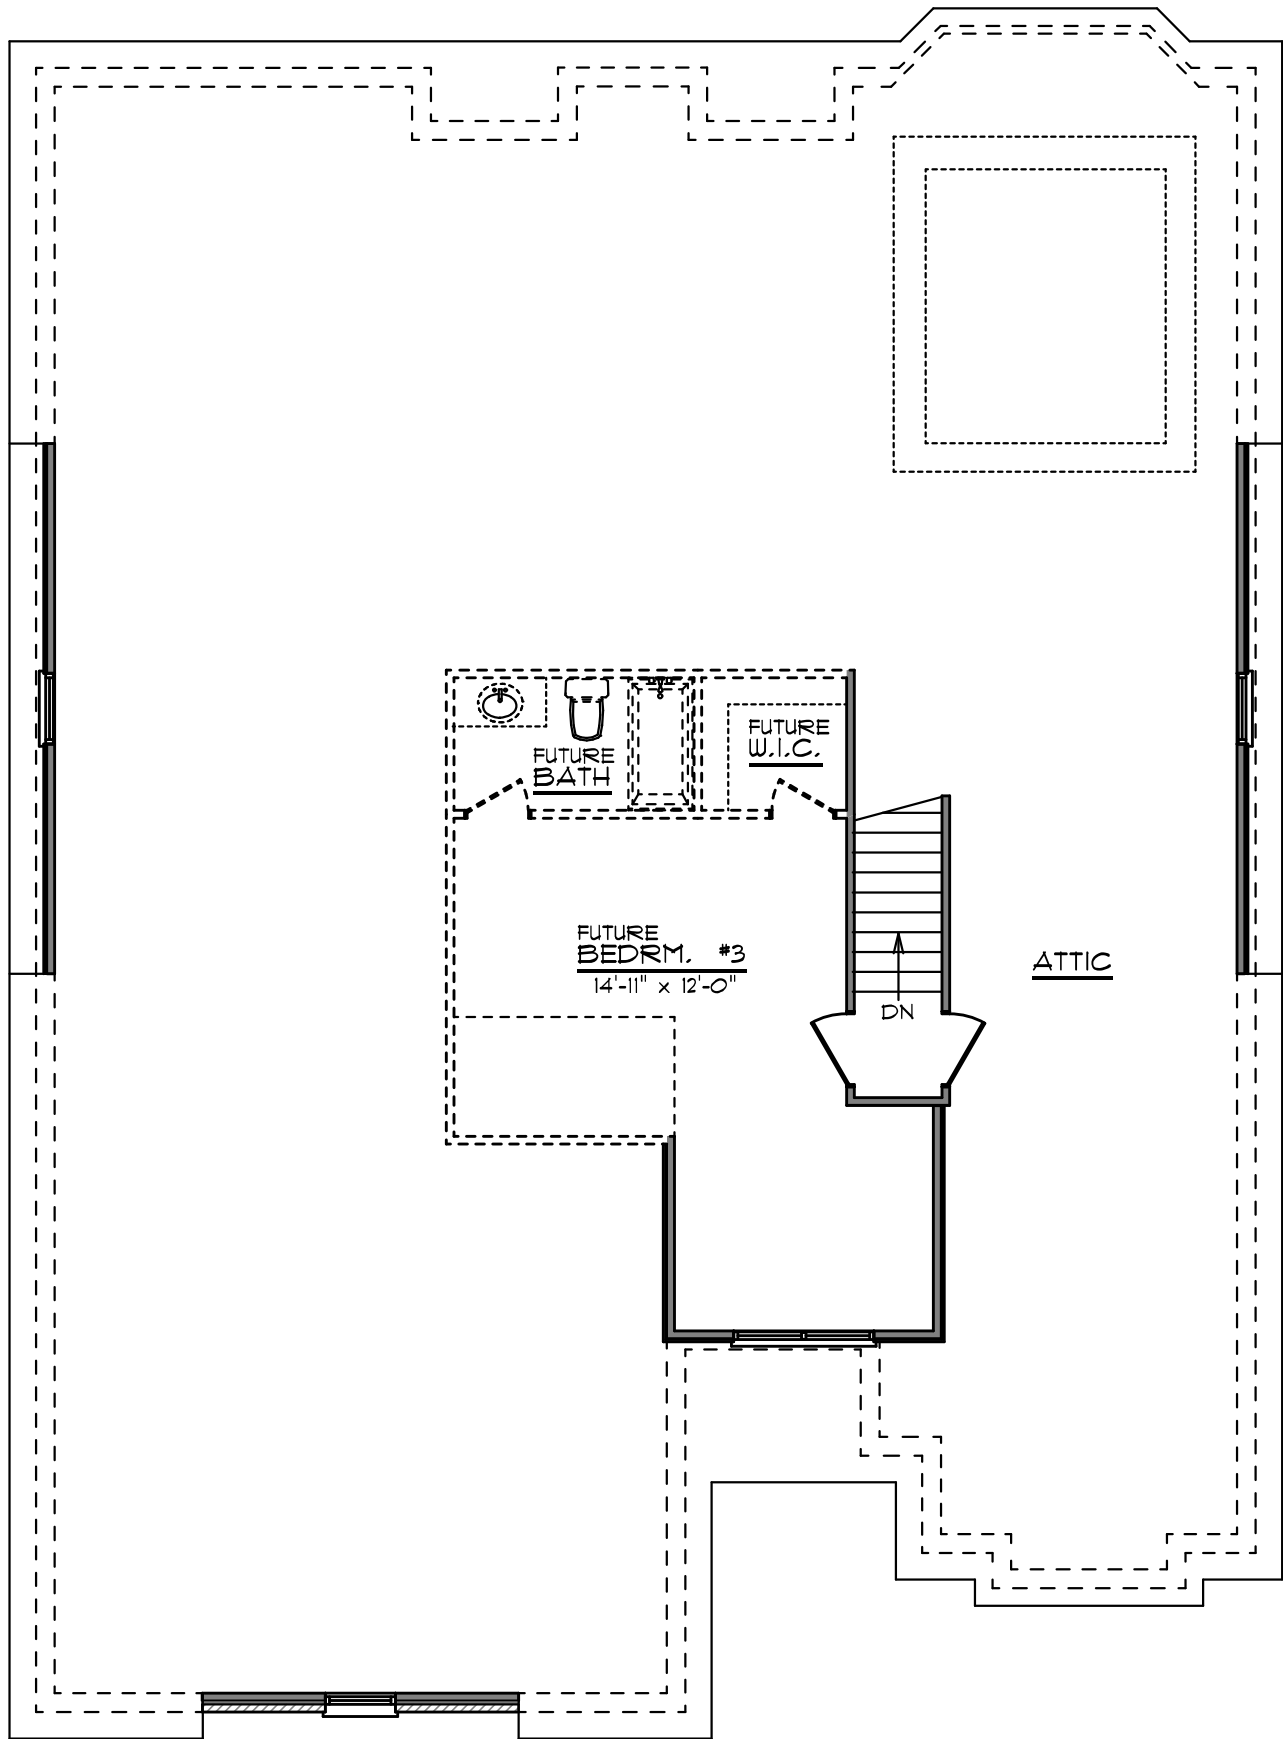 FUTURE
W.I.C.
FUTURE
BATH
FUTURE
BEDRM. #3
14'-11" x 12'-0"
ATTIC
DN